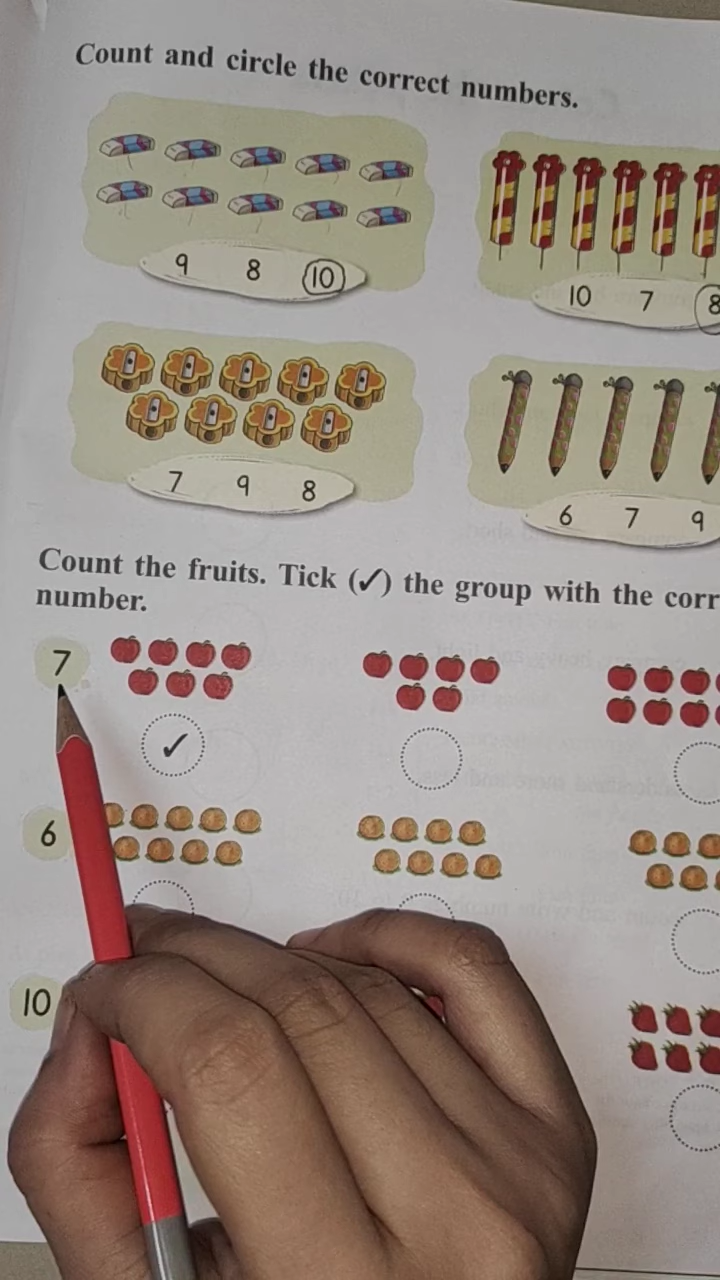 Count and circle the correct numbers.
9 8 10
10 7 8
7 9 8
6 7 9
Count the fruits. Tick (✓) the group with the corr
number.
7
✓
6
10